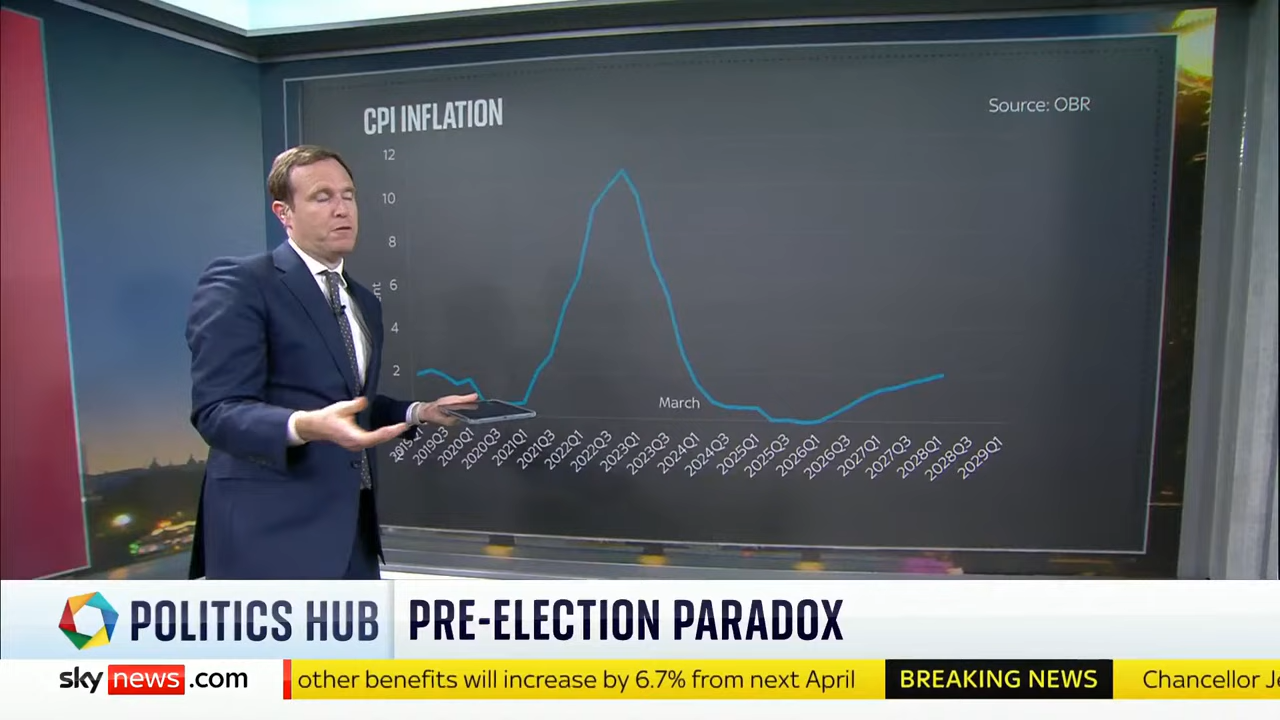 CPI INFLATION
Source: OBR
12
10
8
6
4
2
March
2019Q3
2020Q1
2020Q3
2021Q1
2021Q3
2022Q1
2022Q3
2023Q1
2023Q3
2024Q1
2024Q3
2025Q1
2025Q3
2026Q1
2026Q3
2027Q1
2027Q3
2028Q1
2028Q3
2029Q1
POLITICS HUB
PRE-ELECTION PARADOX
sky news.com
other benefits will increase by 6.7% from next April
BREAKING NEWS
Chancellor